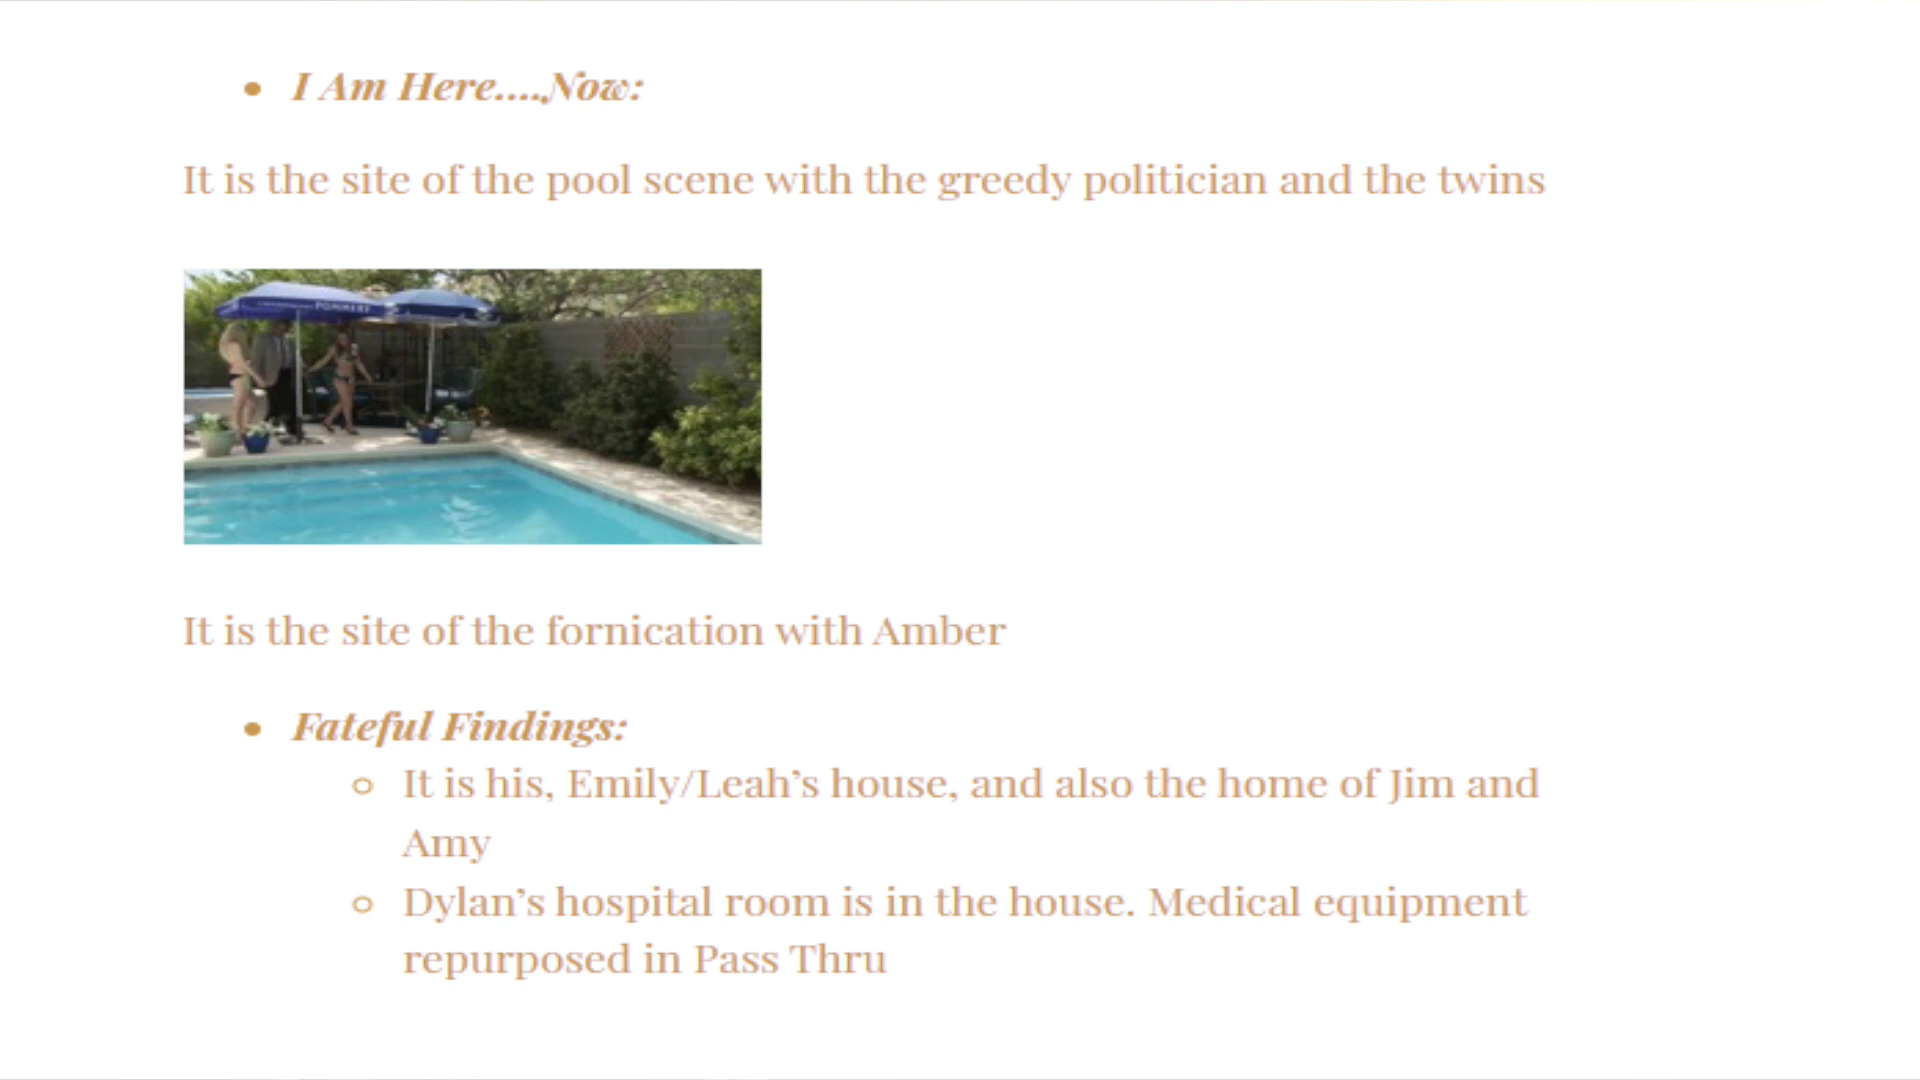 I Am Here....Now:
It is the site of the pool scene with the greedy politician and the twins
POMMERY
It is the site of the fornication with Amber
Fateful Findings:
It is his, Emily/Leah’s house, and also the home of Jim and
Amy
Dylan’s hospital room is in the house. Medical equipment
repurposed in Pass Thru